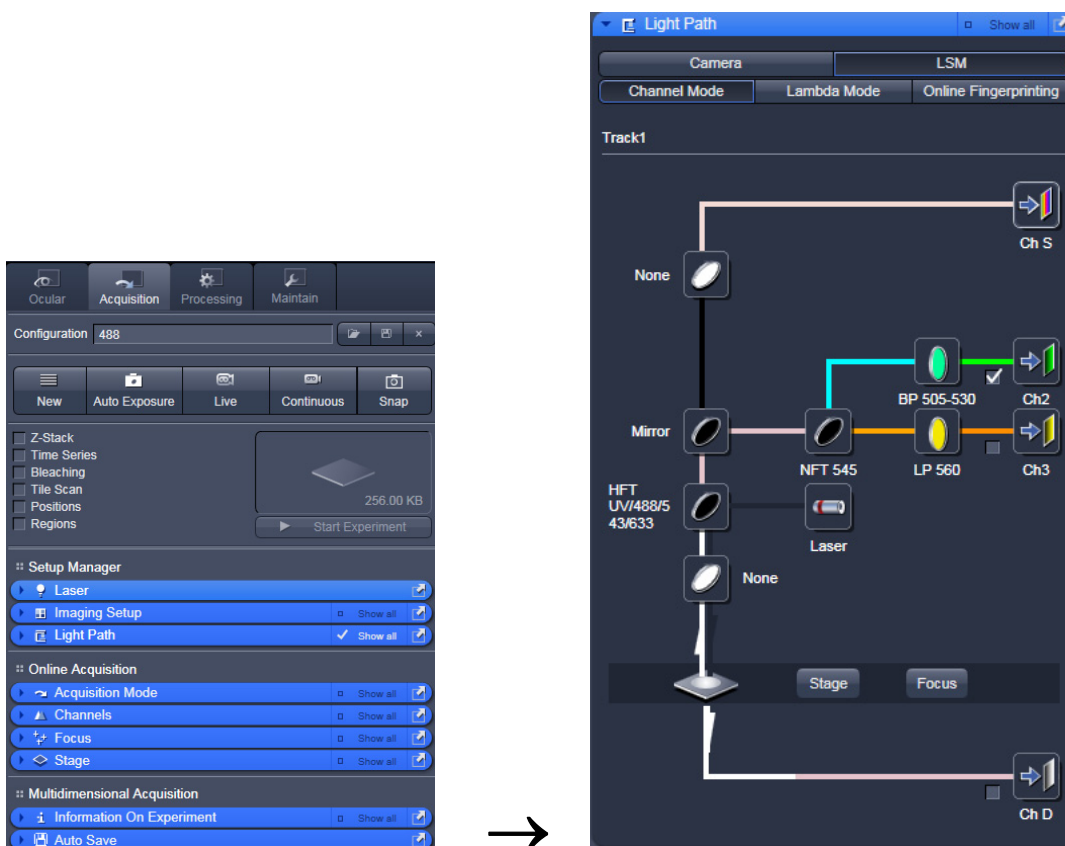 Ocular Acquisition Processing Maintain
Configuration 488
New Auto Exposure Live Continuous Snap
Z-Stack
Time Series
Bleaching
Tile Scan
Positions
Regions
256.00 KB
Start Experiment
Setup Manager
Laser
Imaging Setup Show all
Light Path Show all
Online Acquisition
Acquisition Mode Show all
Channels Show all
Focus Show all
Stage Show all
Multidimensional Acquisition
Information On Experiment Show all
Auto Save
Light Path Show all
Camera LSM
Channel Mode Lambda Mode Online Fingerprinting
Track1
Ch S
None
BP 505-530 Ch2
Mirror
NFT 545 LP 560 Ch3
HFT
UV/488/5
43/633
Laser
None
Stage Focus
Ch D